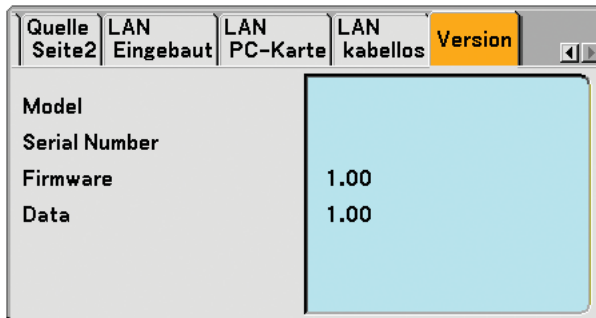 Quelle Seite2
LAN Eingebaut
LAN PC-Karte
LAN kabellos
Version
Model
Serial Number
Firmware 1.00
Data 1.00